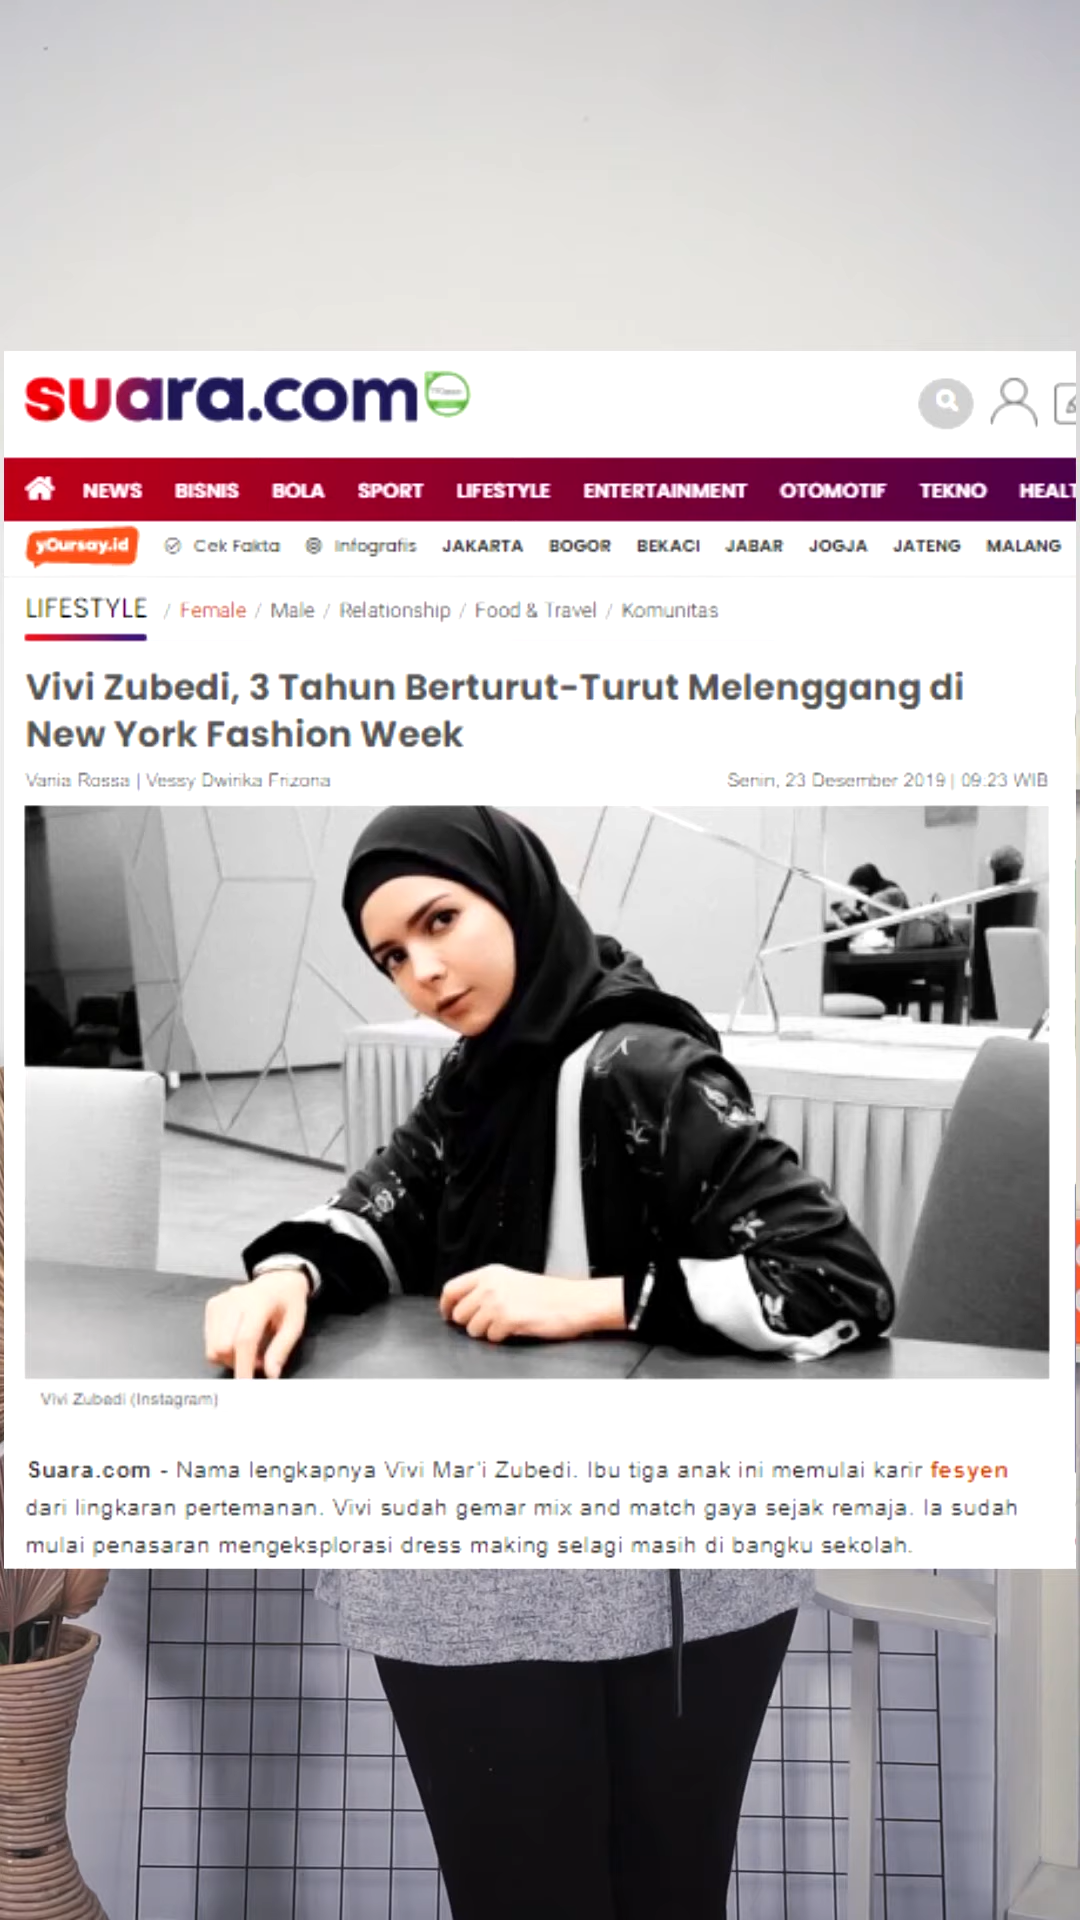 suara.com
NEWS BISNIS BOLA SPORT LIFESTYLE ENTERTAINMENT OTOMOTIF TEKNO HEALT
yOursay.id Cek Fakta Infografis JAKARTA BOGOR BEKACI JABAR JOGJA JATENG MALANG
LIFESTYLE / Female / Male / Relationship / Food & Travel / Komunitas
Vivi Zubedi, 3 Tahun Berturut-Turut Melenggang di
New York Fashion Week
Vania Rossa | Vessy Dwirika Frizona Senin, 23 Desember 2019 | 09.23 WIB
Vivi Zubedi (Instagram)
Suara.com - Nama lengkapnya Vivi Mar'i Zubedi. Ibu tiga anak ini memulai karir fesyen
dari lingkaran pertemanan. Vivi sudah gemar mix and match gaya sejak remaja. Ia sudah
mulai penasaran mengeksplorasi dress making selagi masih di bangku sekolah.